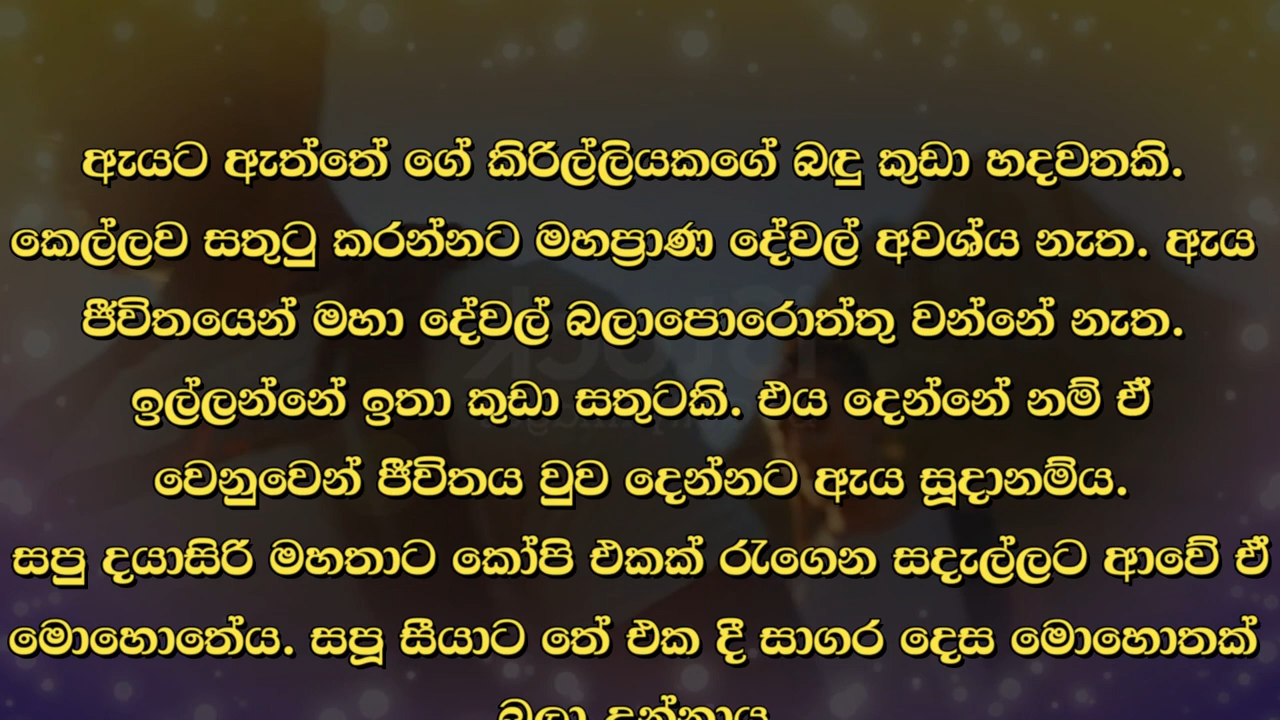 ඇයට ඇත්තේ ගේ කිරිල්ලියකගේ බඳු කුඩා හදවතකි.
කෙල්ලව සතුටු කරන්නට මහප්‍රාණ දේවල් අවශ්ය නැත. ඇය
ජීවිතයෙන් මහා දේවල් බලාපොරොත්තු වන්නේ නැත.
ඉල්ලන්නේ ඉතා කුඩා සතුටකි. එය දෙන්නේ නම් ඒ
වෙනුවෙන් ජීවිතය වුව දෙන්නට ඇය සූදානම්ය.
සපු දයාසිරි මහතාට කෝපි එකක් රැගෙන සදැල්ලට ආවේ ඒ
මොහොතේය. සපූ සීයාට තේ එක දී සාගර දෙස මොහොතක්